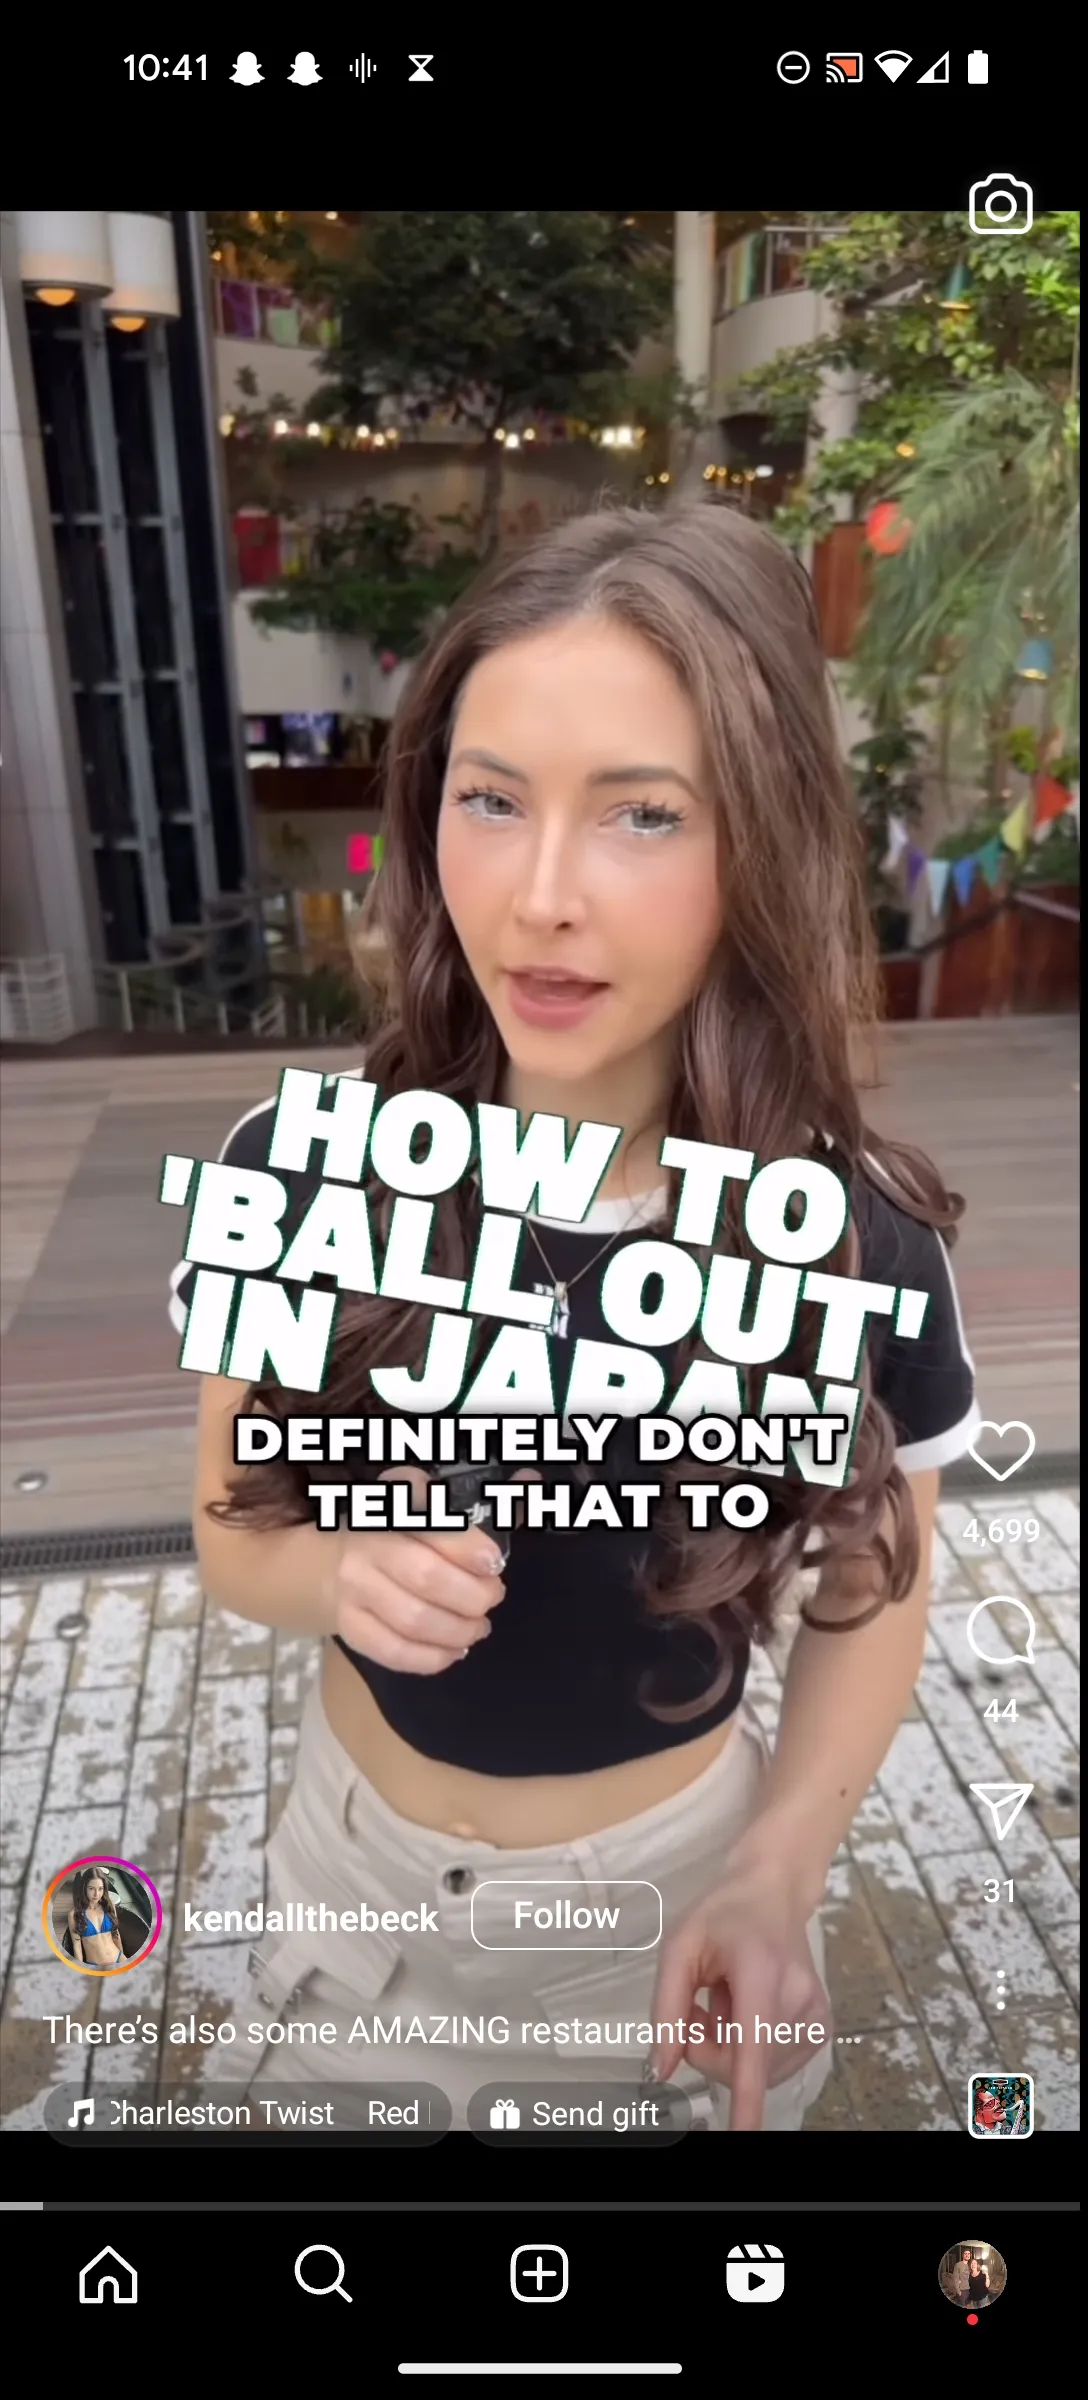 10:41
HOW TO
'BALL OUT'
IN JAPAN
DEFINITELY DON'T
TELL THAT TO
4,699
44
31
kendallthebeck
Follow
There's also some AMAZING restaurants in here ...
Charleston Twist Red
Send gift